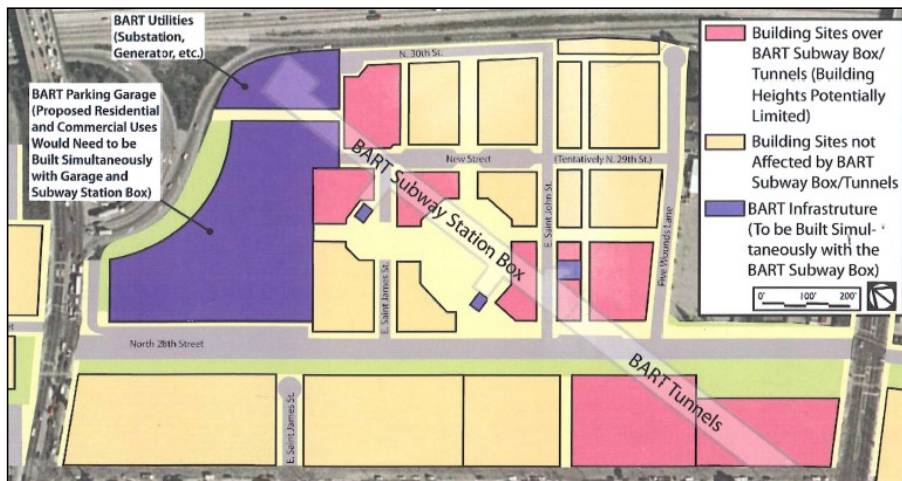 BART Utilities
(Substation,
Generator, etc.)
BART Parking Garage
(Proposed Residential
and Commercial Uses
Would Need to be
Built Simultaneously
with Garage and
Subway Station Box)
N. 30th St.
New Street
(Tentatively N. 29th St.)
BART Subway Station Box
E. Saint John St.
Five Wounds Lane
E. Saint James St.
North 28th Street
BART Tunnels
E. Saint James St.
Building Sites over
BART Subway Box/
Tunnels (Building
Heights Potentially
Limited)
Building Sites not
Affected by BART
Subway Box/Tunnels
BART Infrastruture
(To be Built Simul-
taneously with the
BART Subway Box)
0' 100' 200'